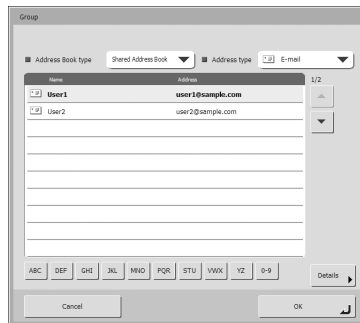 Group
Address Book type Shared Address Book Address type E-mail
Name Address 1/2
User1 user1@sample.com
User2 user2@sample.com
ABC DEF GHI JKL MNO PQR STU VWX YZ 0-9 Details
Cancel OK